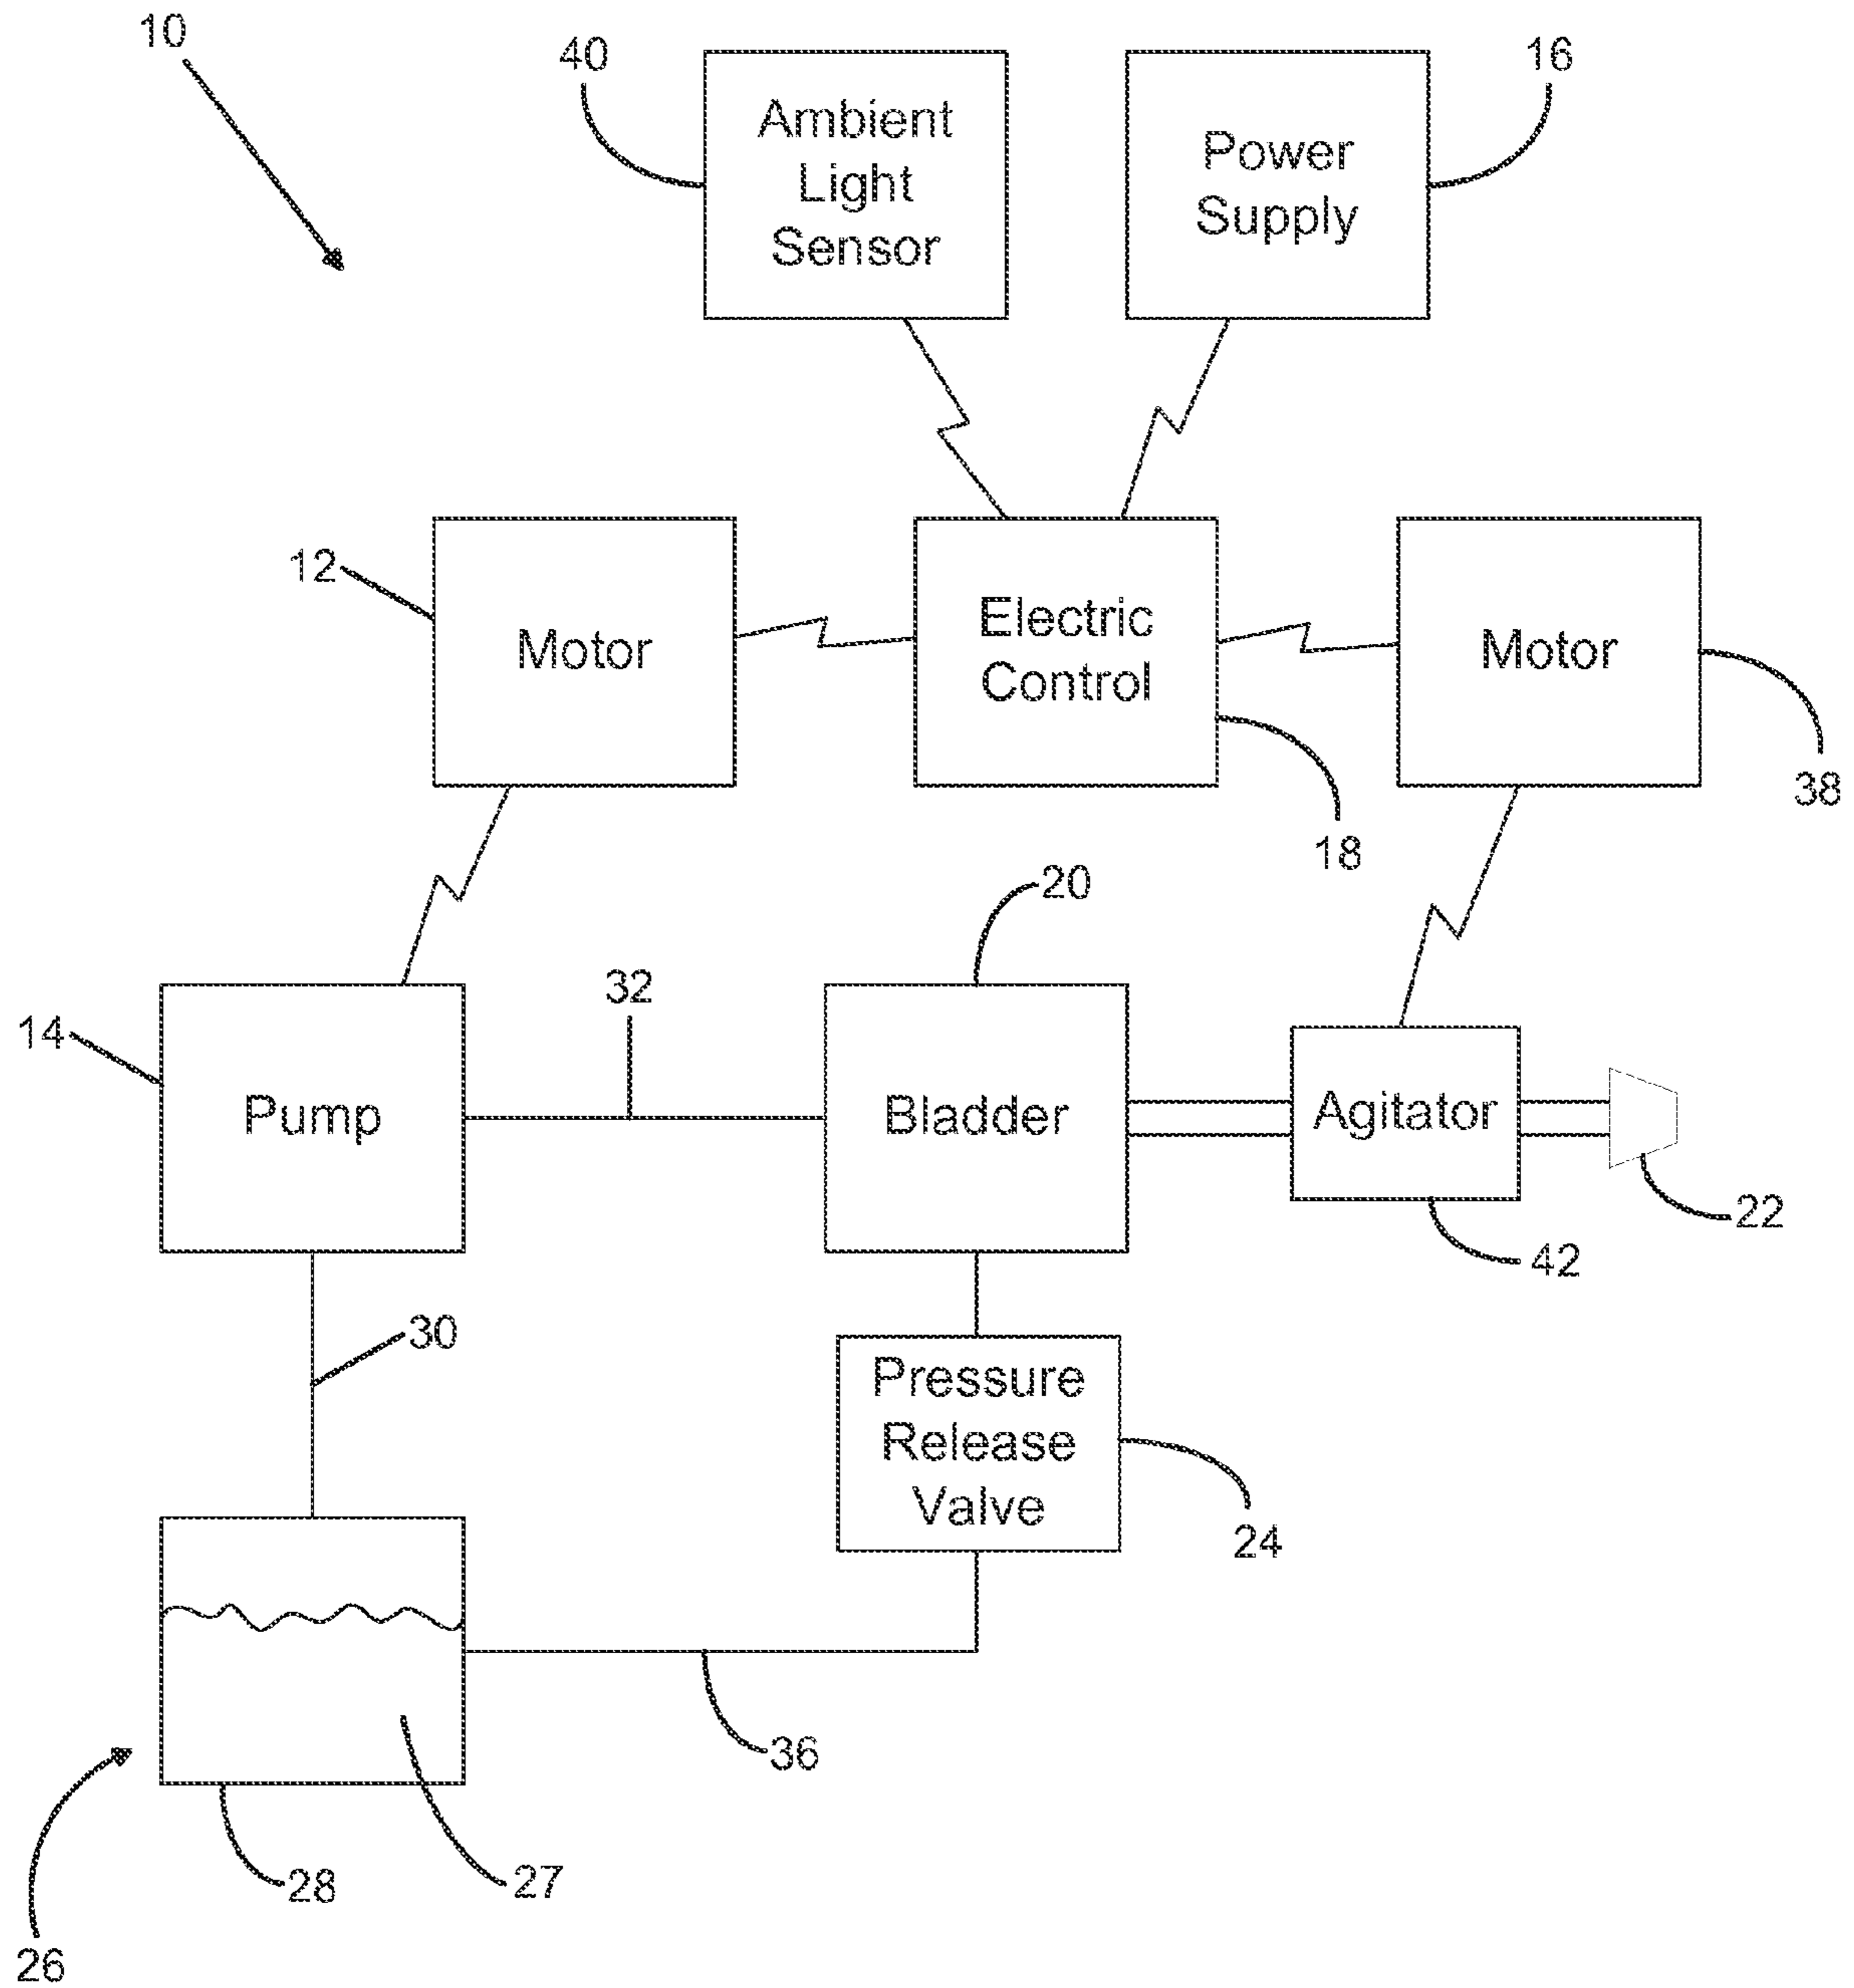 10
40
Ambient
Light
Sensor
Power
Supply
16
12
Motor
Electric
Control
Motor
38
18
20
32
14
Pump
Bladder
Agitator
22
42
30
Pressure
Release
Valve
24
36
28
27
26